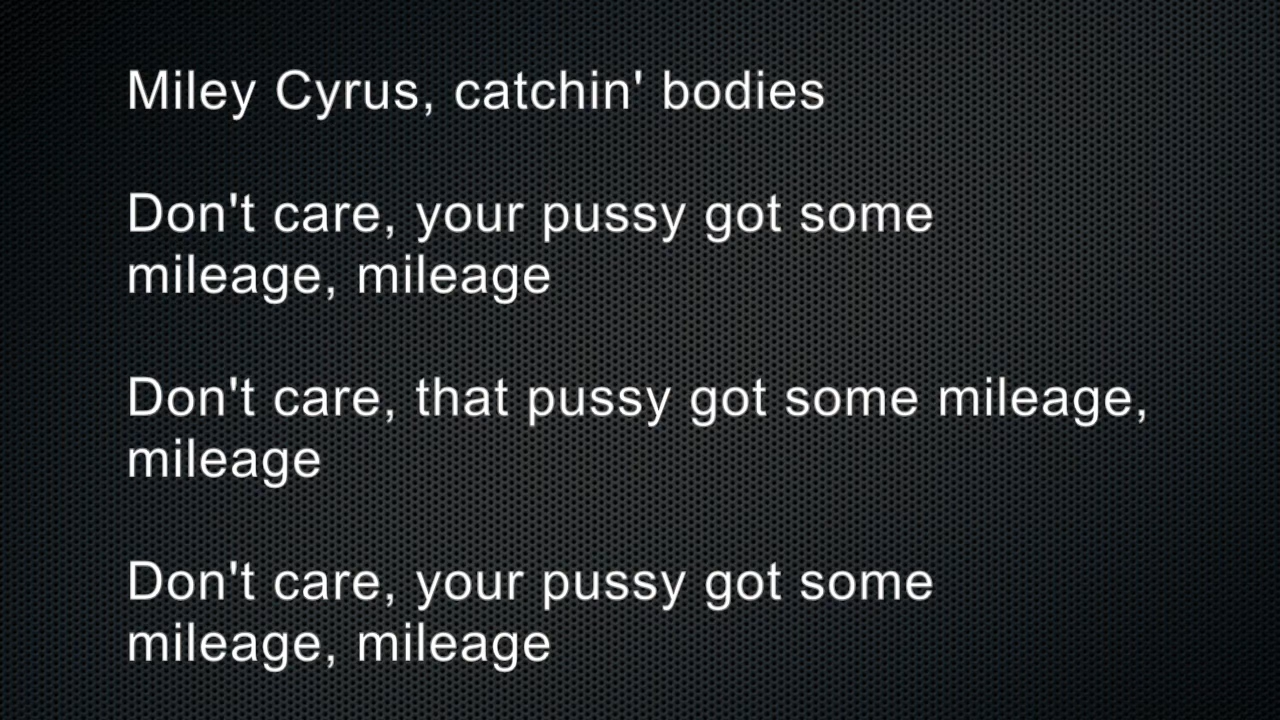 Miley Cyrus, catchin' bodies
Don't care, your pussy got some
mileage, mileage
Don't care, that pussy got some mileage,
mileage
Don't care, your pussy got some
mileage, mileage